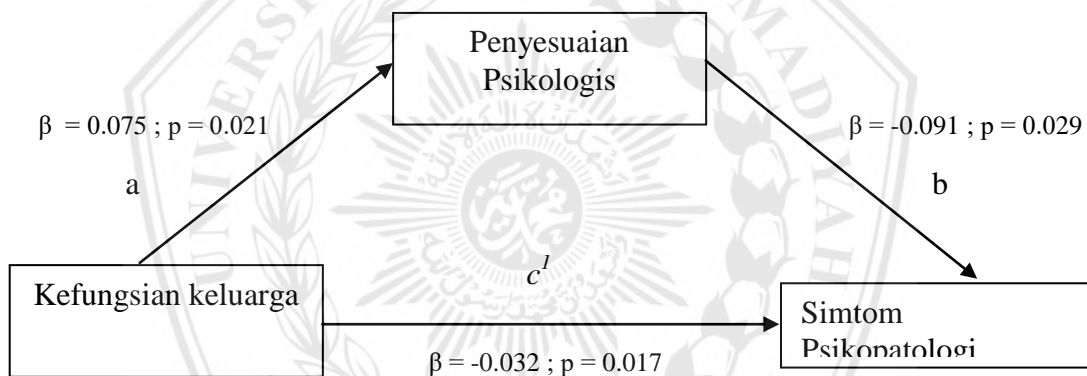 Penyesuaian
Psikologis
β = 0.075 ; p = 0.021
β = -0.091 ; p = 0.029
a
b
c¹
Kefungsian keluarga
Simtom
Psikopatologi
β = -0.032 ; p = 0.017